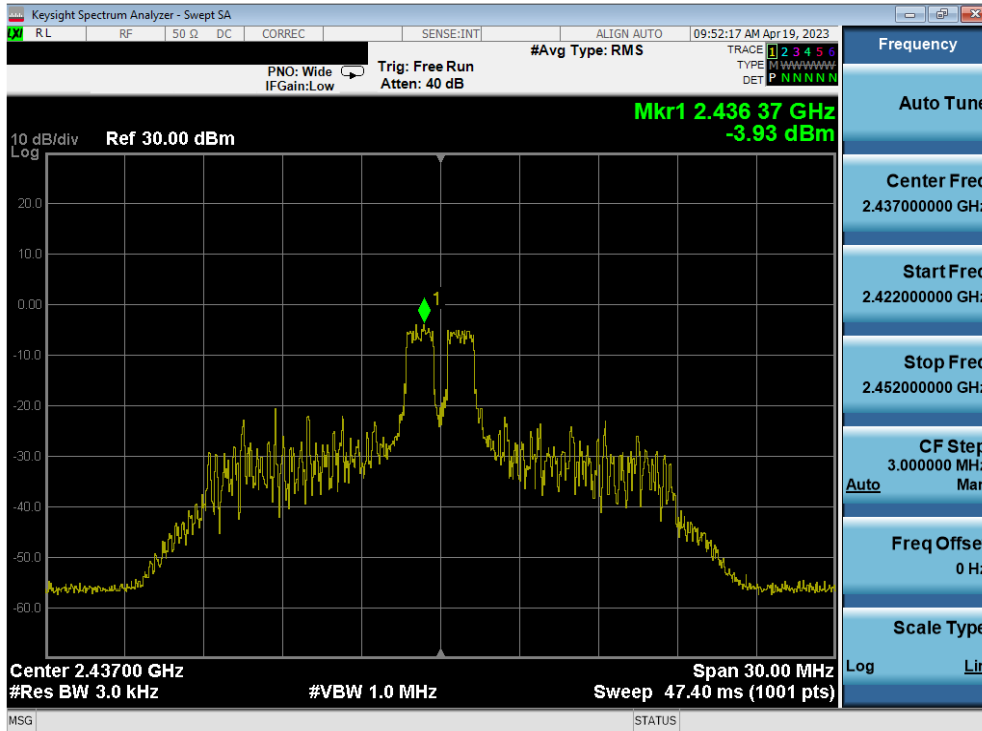 Keysight Spectrum Analyzer - Swept SA
LXI RL RF 50 Ω DC CORREC SENSE:INT ALIGN AUTO 09:52:17 AM Apr 19, 2023
PNO: Wide
IFGain:Low
Trig: Free Run
Atten: 40 dB
#Avg Type: RMS
TRACE 1 2 3 4 5 6
TYPE M WWWWW
DET P N N N N N
Mkr1 2.436 37 GHz
-3.93 dBm
10 dB/div Ref 30.00 dBm
Log
20.0
10.0
0.00
-10.0
-20.0
-30.0
-40.0
-50.0
-60.0
1
Center 2.43700 GHz Span 30.00 MHz
#Res BW 3.0 kHz #VBW 1.0 MHz Sweep 47.40 ms (1001 pts)
MSG STATUS
Frequency
Auto Tune
Center Freq
2.437000000 GHz
Start Freq
2.422000000 GHz
Stop Freq
2.452000000 GHz
CF Step
3.000000 MHz
Auto Man
Freq Offse
0 Hz
Scale Type
Log Lin